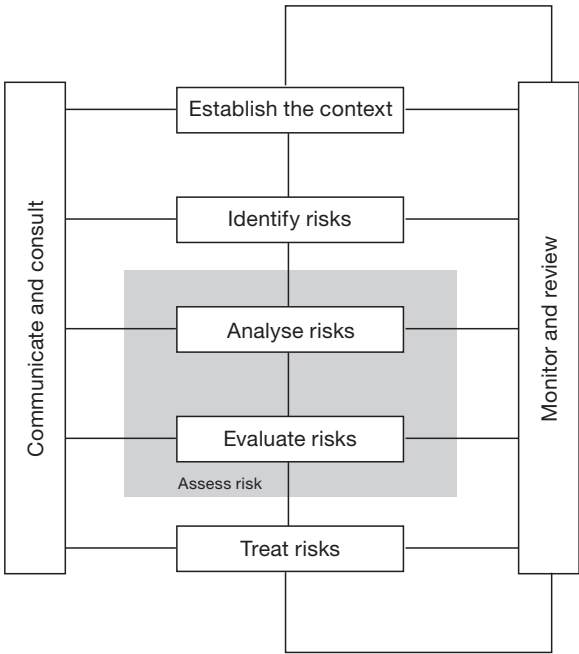 Communicate and consult
Establish the context
Identify risks
Analyse risks
Evaluate risks
Assess risk
Treat risks
Monitor and review